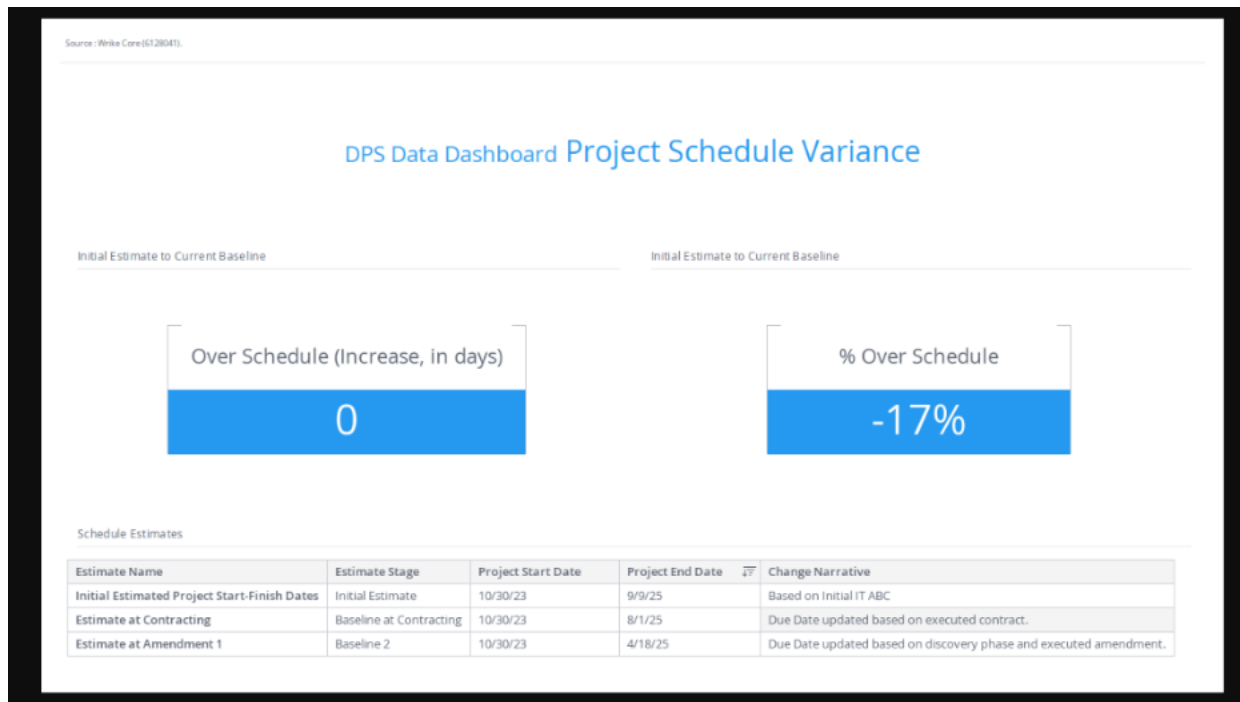 Source : Wrike Core (6128041).
DPS Data Dashboard Project Schedule Variance
Initial Estimate to Current Baseline
Initial Estimate to Current Baseline
Over Schedule (Increase, in days)
0
% Over Schedule
-17%
Schedule Estimates
Estimate Name Estimate Stage Project Start Date Project End Date Change Narrative
Initial Estimated Project Start-Finish Dates Initial Estimate 10/30/23 9/9/25 Based on Initial IT ABC
Estimate at Contracting Baseline at Contracting 10/30/23 8/1/25 Due Date updated based on executed contract.
Estimate at Amendment 1 Baseline 2 10/30/23 4/18/25 Due Date updated based on discovery phase and executed amendment.